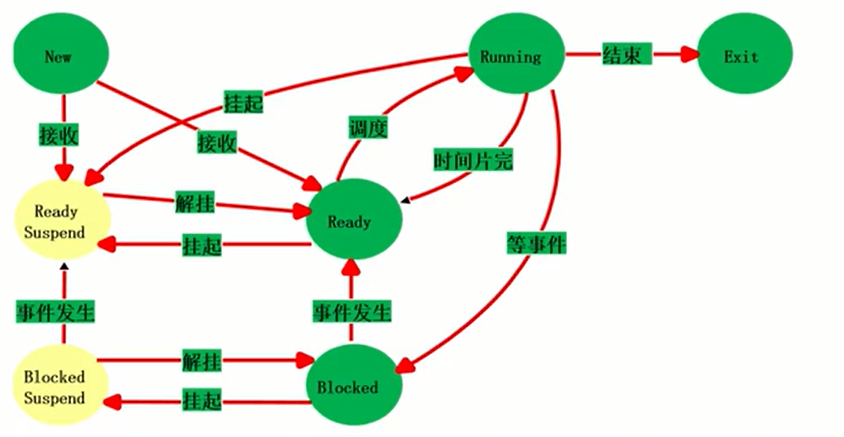 New
Running
结束
Exit
挂起
接收
接收
调度
时间片完
Ready
Suspend
解挂
Ready
挂起
等事件
事件发生
事件发生
Blocked
Suspend
解挂
Blocked
挂起